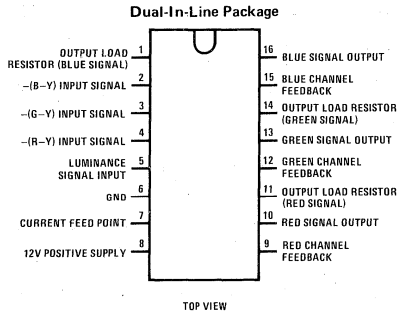 Dual-In-Line Package
OUTPUT LOAD
RESISTOR (BLUE SIGNAL)
1
–(B–Y) INPUT SIGNAL
2
–(G–Y) INPUT SIGNAL
3
–(R–Y) INPUT SIGNAL
4
LUMINANCE
SIGNAL INPUT
5
GND
6
CURRENT FEED POINT
7
12V POSITIVE SUPPLY
8
16
BLUE SIGNAL OUTPUT
15
BLUE CHANNEL
FEEDBACK
14
OUTPUT LOAD RESISTOR
(GREEN SIGNAL)
13
GREEN SIGNAL OUTPUT
12
GREEN CHANNEL
FEEDBACK
11
OUTPUT LOAD RESISTOR
(RED SIGNAL)
10
RED SIGNAL OUTPUT
9
RED CHANNEL
FEEDBACK
TOP VIEW